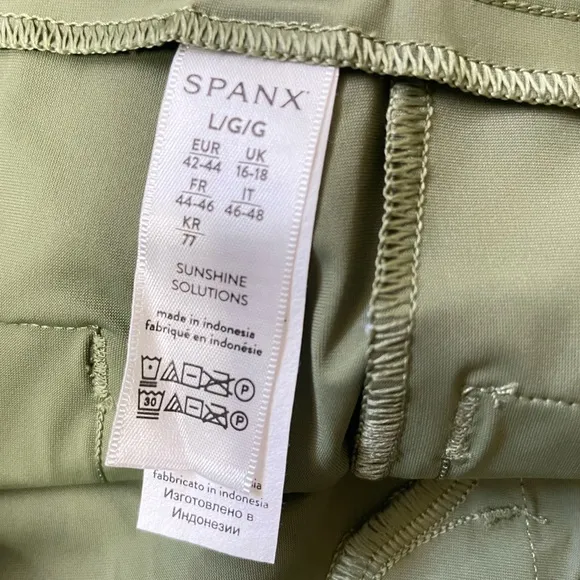 SPANX
L/G/G
EUR UK
42-44 16-18
FR IT
44-46 46-48
KR
77
SUNSHINE
SOLUTIONS
made in indonesia
fabriqué en indonésie
P
30 P
fabbricato in indonesia
Изготовлено в
Индонезии